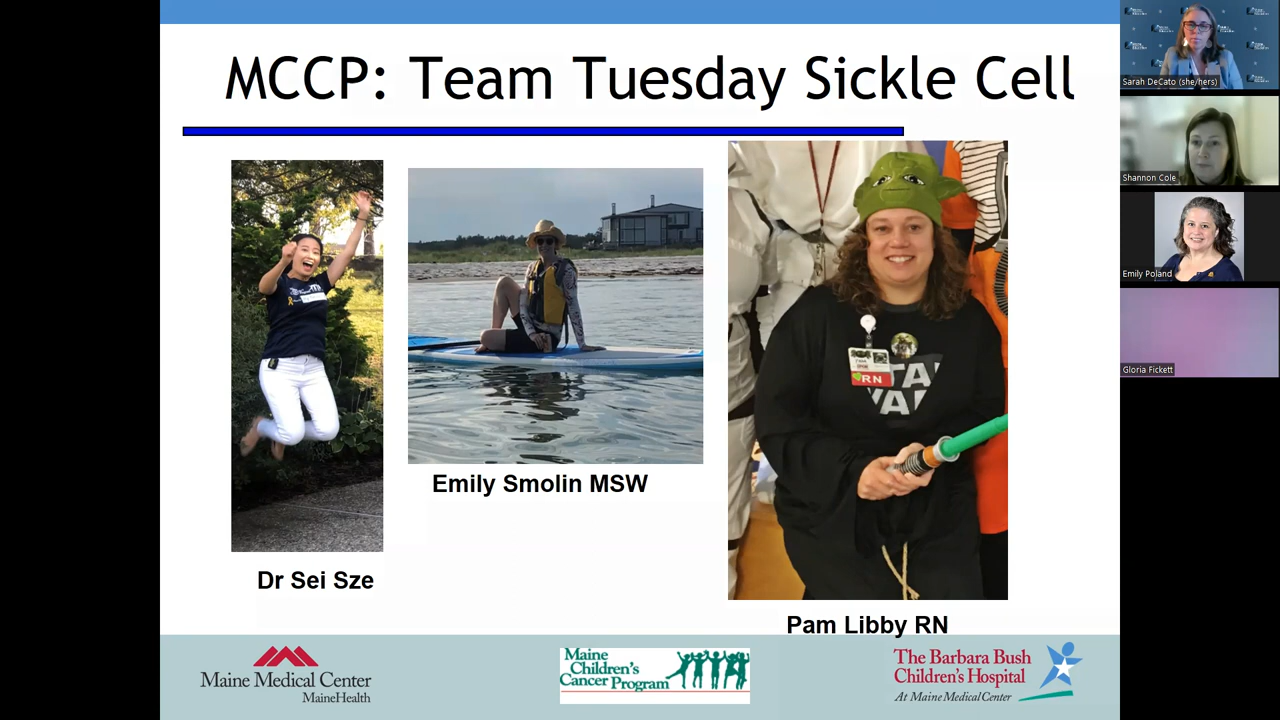 MCCP: Team Tuesday Sickle Cell
Dr Sei Sze
Emily Smolin MSW
RN
Pam Libby RN
Maine Medical Center
MaineHealth
Maine
Children's
Cancer Program
The Barbara Bush
Children's Hospital
At Maine Medical Center
Sarah DeCato (she/hers)
Shannon Cole
Emily Poland
Gloria Fickett